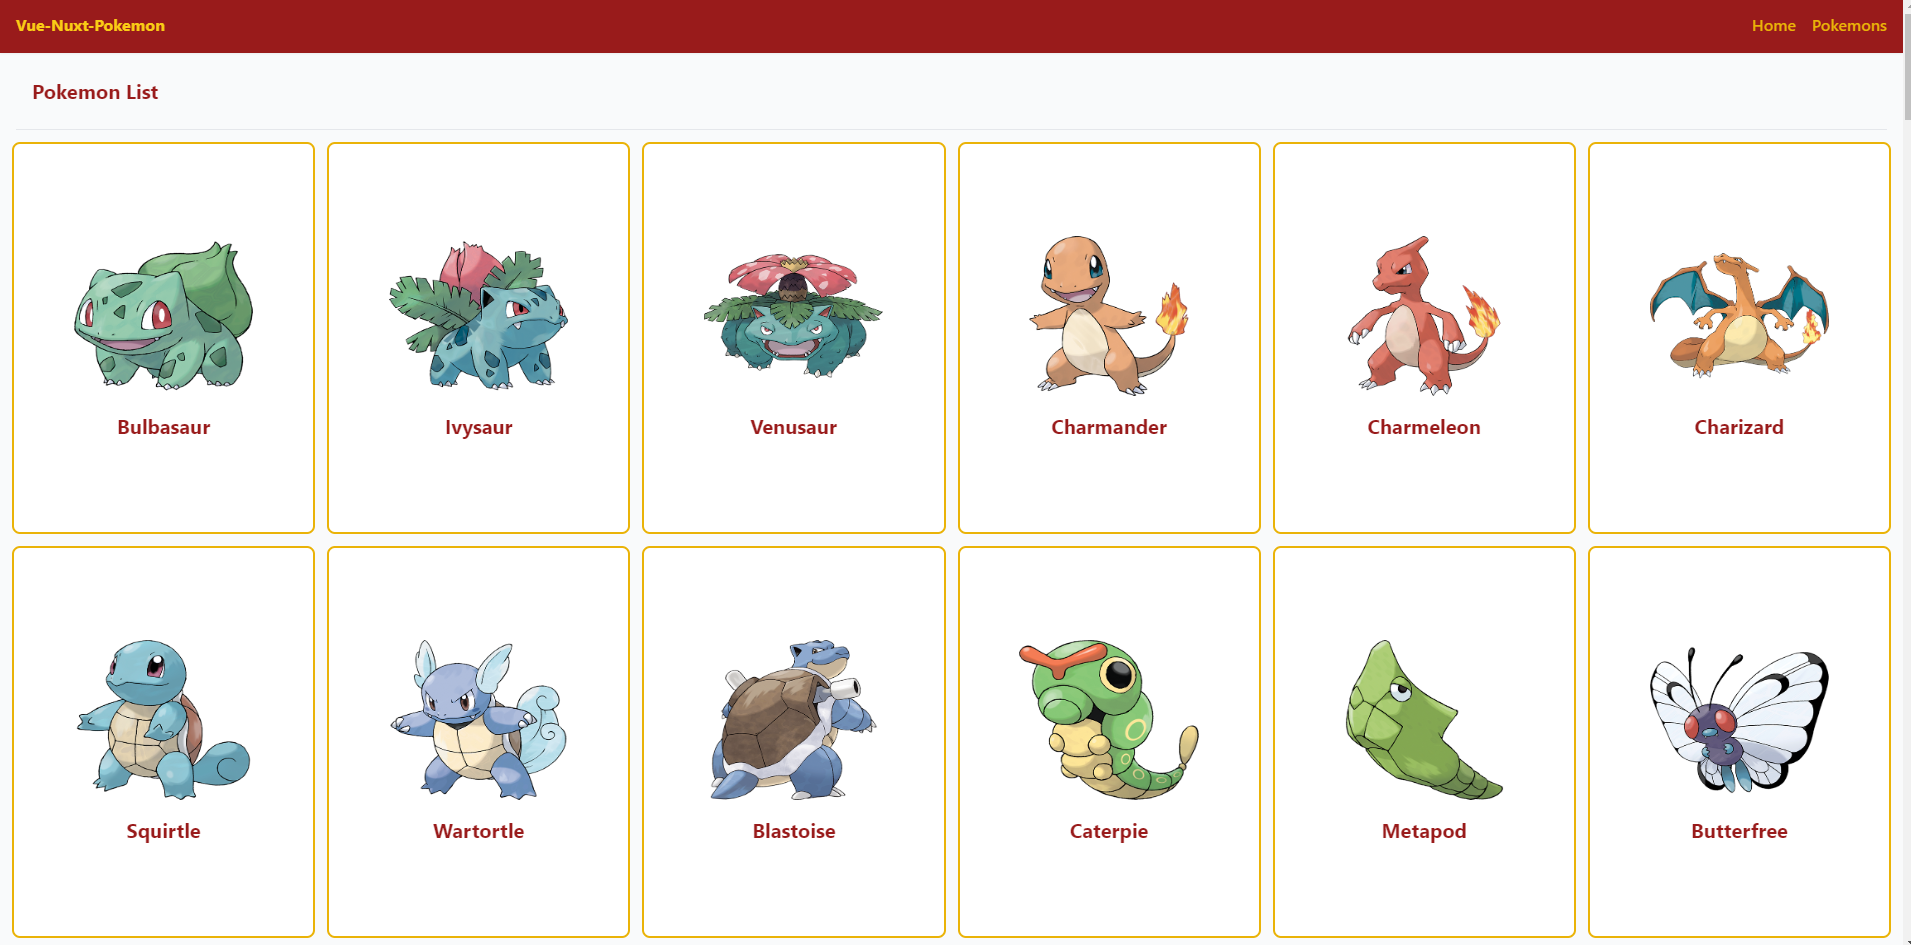 Vue-Nuxt-Pokemon
Home Pokemons
Pokemon List
Bulbasaur
Ivysaur
Venusaur
Charmander
Charmeleon
Charizard
Squirtle
Wartortle
Blastoise
Caterpie
Metapod
Butterfree